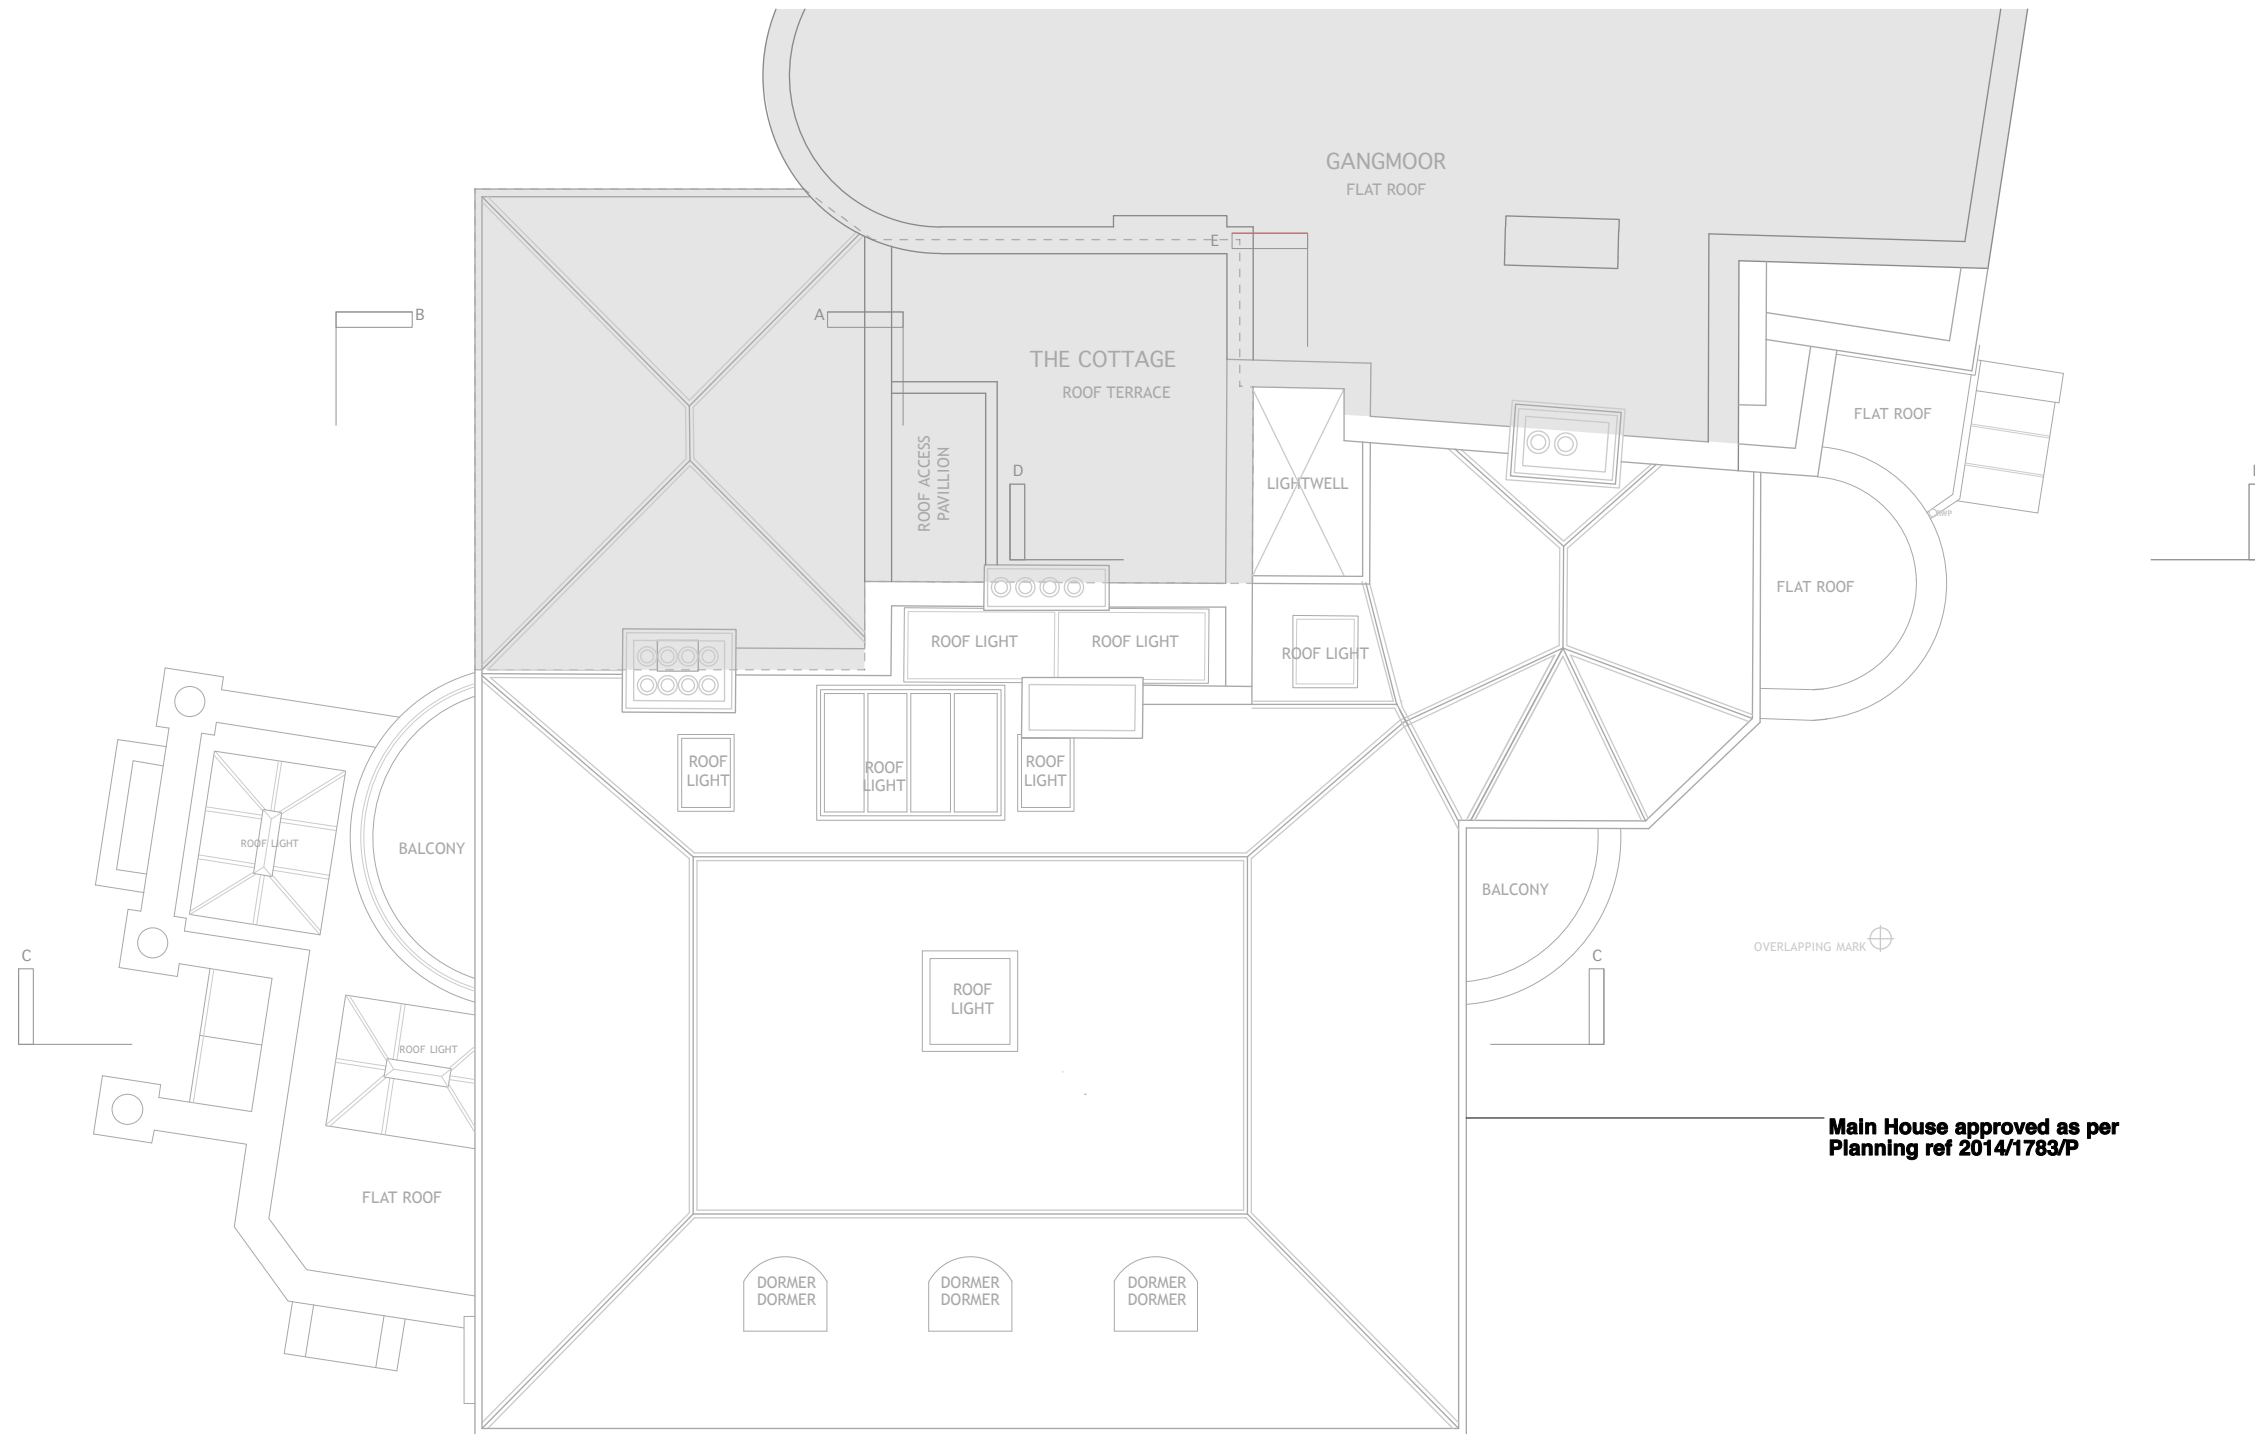 GANGMOOR
FLAT ROOF
E
B
A
THE COTTAGE
ROOF TERRACE
FLAT ROOF
ROOF ACCESS
PAVILLION
D
LIGHTWELL
RWP
FLAT ROOF
ROOF LIGHT
ROOF LIGHT
ROOF LIGHT
ROOF
LIGHT
ROOF
LIGHT
ROOF
LIGHT
ROOF LIGHT
BALCONY
BALCONY
OVERLAPPING MARK
C
C
ROOF
LIGHT
ROOF LIGHT
Main House approved as per
Planning ref 2014/1783/P
FLAT ROOF
DORMER
DORMER
DORMER
DORMER
DORMER
DORMER